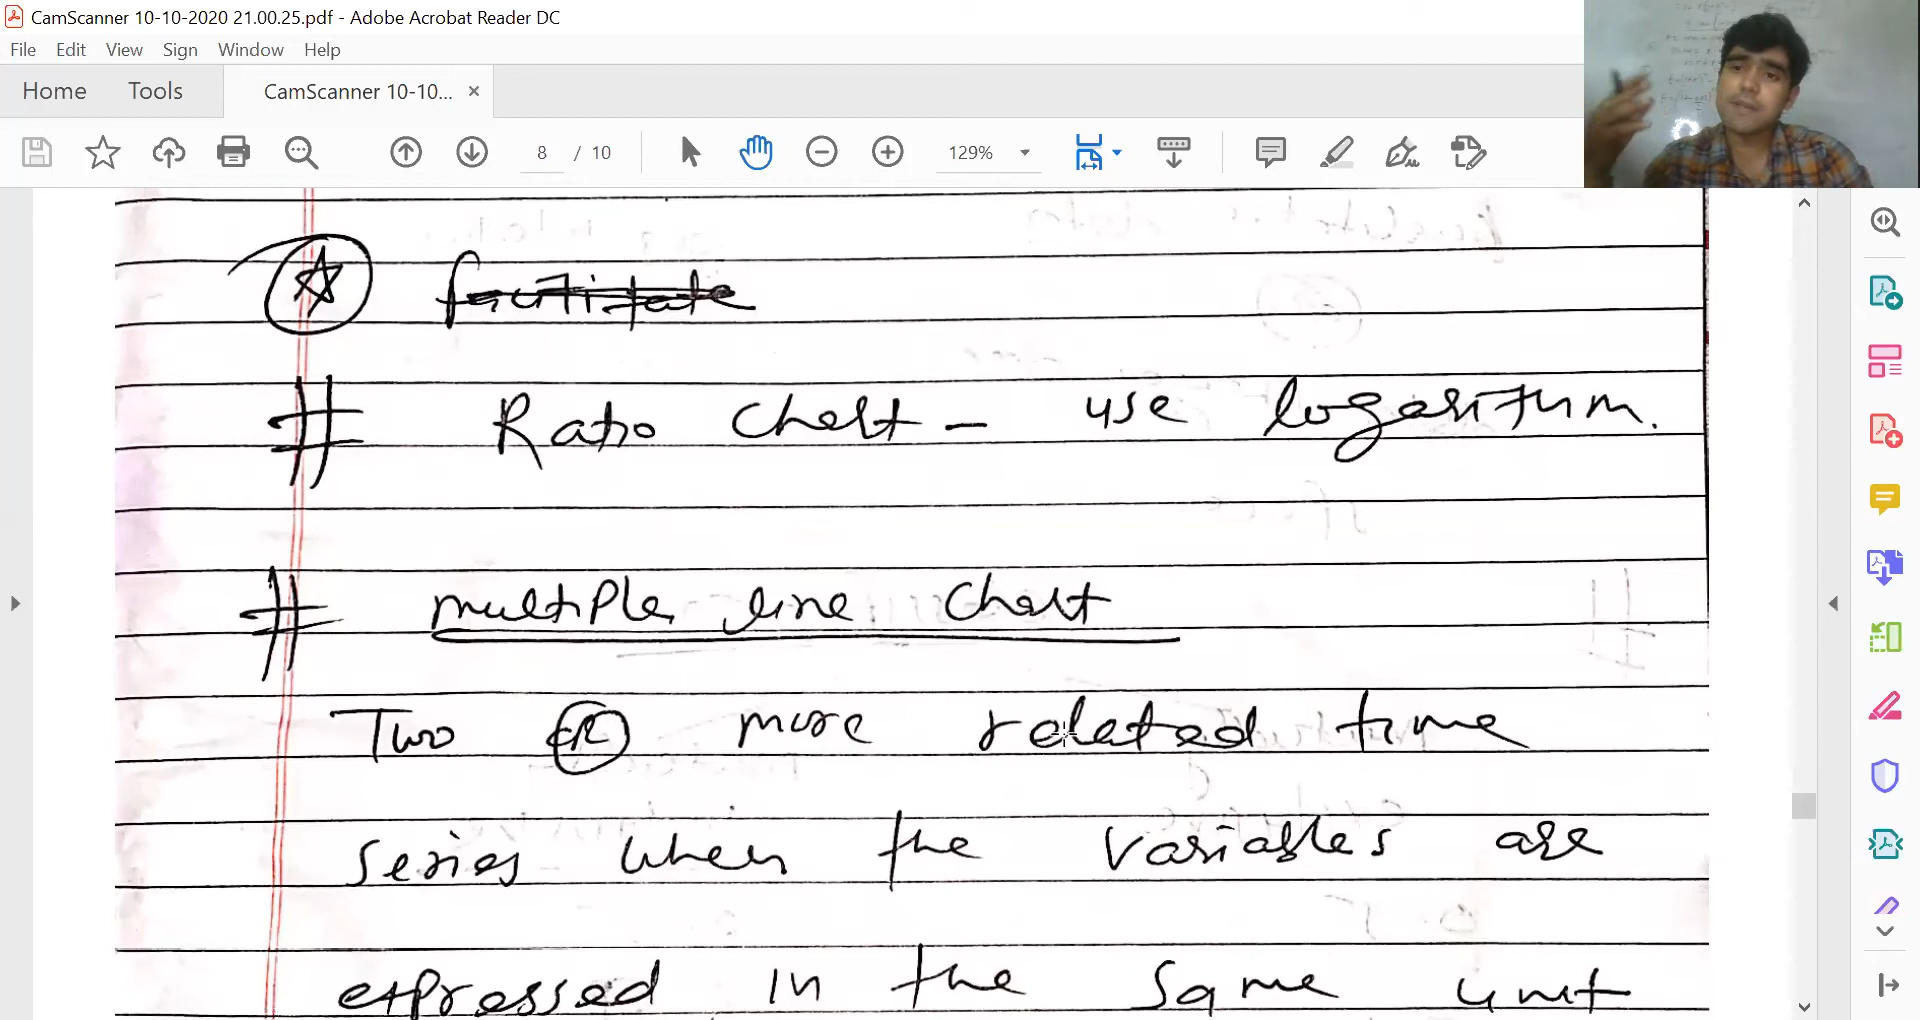 CamScanner 10-10-2020 21.00.25.pdf - Adobe Acrobat Reader DC
File Edit View Sign Window Help
Home Tools CamScanner 10-10... ×
8 / 10 129%
facilitate
# Ratio chart - use logaritum.
# multiple line chart
Two OR more related time
series when the variables are
expressed in the same unit